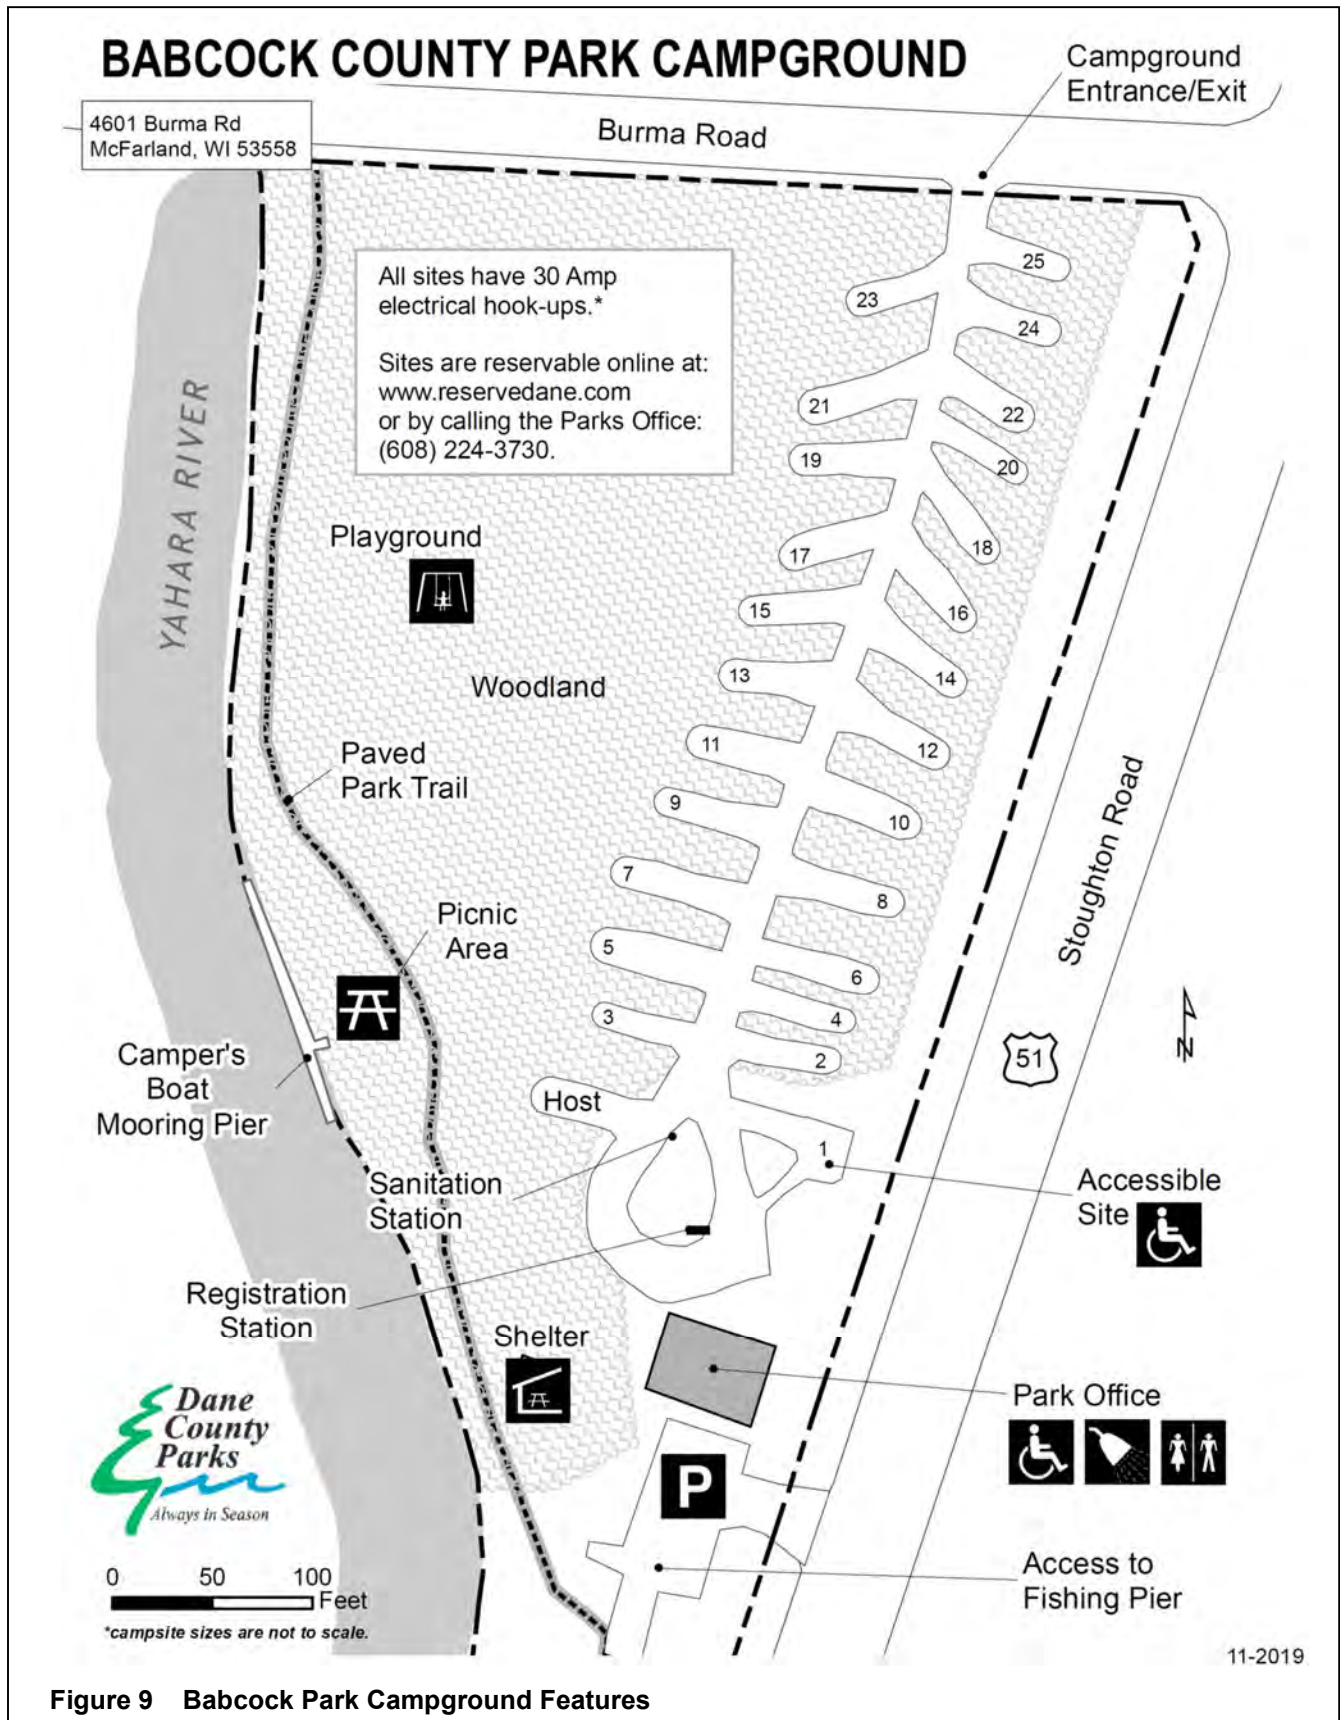 BABCOCK COUNTY PARK CAMPGROUND
Campground
Entrance/Exit
4601 Burma Rd
McFarland, WI 53558
Burma Road
All sites have 30 Amp
electrical hook-ups.*
Sites are reservable online at:
www.reservedane.com
or by calling the Parks Office:
(608) 224-3730.
25
23
24
21
22
19
20
17
18
15
16
13
14
11
12
9
10
7
8
5
6
3
4
2
Host
1
YAHARA RIVER
Playground
Woodland
Paved
Park Trail
Picnic
Area
Stoughton Road
N
51
Camper's
Boat
Mooring Pier
Sanitation
Station
Accessible
Site
Registration
Station
Shelter
Park Office
P
Dane
County
Parks
Always in Season
Access to
Fishing Pier
0 50 100
Feet
*campsite sizes are not to scale.
11-2019
Figure 9 Babcock Park Campground Features